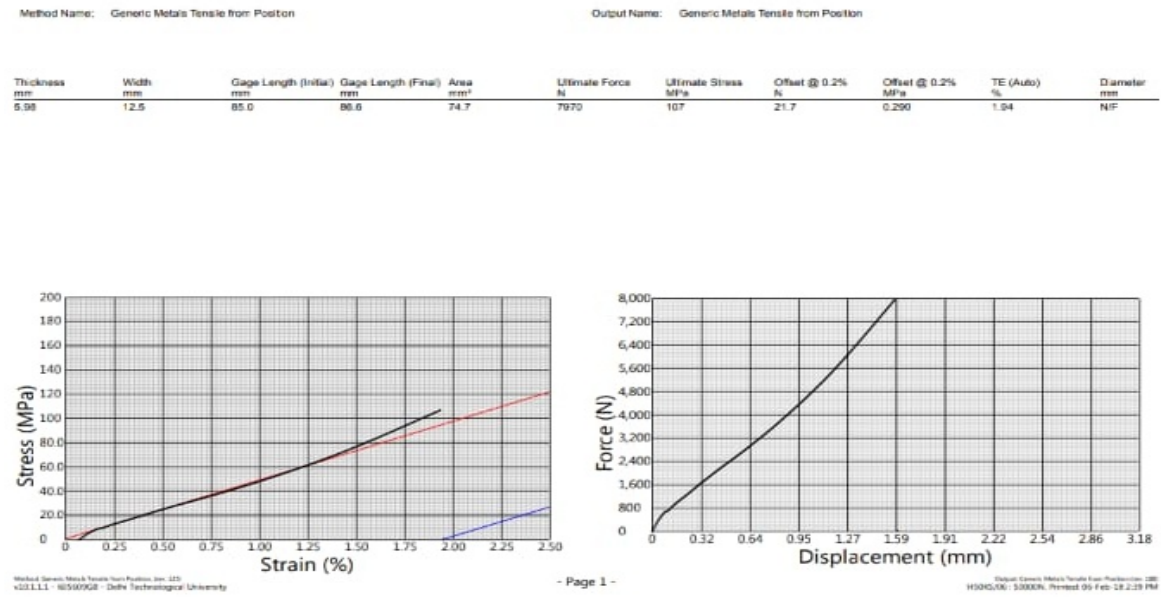 Method Name: Generic Metals Tensile from Position Output Name: Generic Metals Tensile from Position
Thickness Width Gage Length (Initial) Gage Length (Final) Area Ultimate Force Ultimate Stress Offset @ 0.2% Offset @ 0.2% TE (Auto) Diameter
mm mm mm mm mm² N MPa N MPa % mm
5.98 12.5 85.0 86.6 74.7 7970 107 21.7 0.290 1.94 N/F
200
180
160
140
120
100
80.0
60.0
40.0
20.0
0
Stress (MPa)
0 0.25 0.50 0.75 1.00 1.25 1.50 1.75 2.00 2.25 2.50
Strain (%)
8,000
7,200
6,400
5,600
4,800
4,000
3,200
2,400
1,600
800
0
Force (N)
0 0.32 0.64 0.95 1.27 1.59 1.91 2.22 2.54 2.86 3.18
Displacement (mm)
- Page 1 -
Delhi Technological University